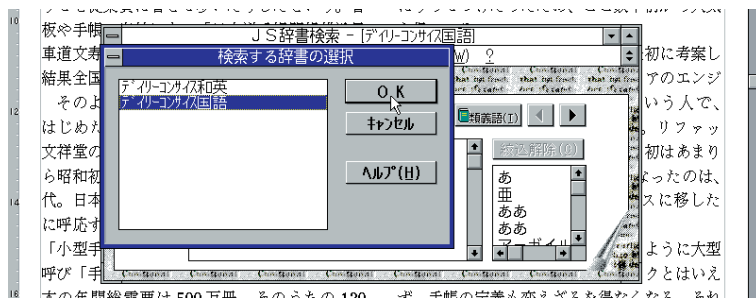 板や手帳
車道文寿
結果全国
そのよ
はじめた
文祥堂の
ら昭和初
代。日本
に呼応す
「小型手
呼び「手
本の年間総需要は500万冊、そのうちの120
ＪＳ辞書検索 － [デイリーコンサイス国語]
W) ?
検索する辞書の選択
デイリーコンサイス和英
デイリーコンサイス国語
ＯＫ
キャンセル
ヘルプ(H)
類義語(I)
絞込解除(O)
あ
亜
ああ
ああ
アーガイル
初に考案し
アのエンジ
いう人で、
。リファッ
初はあまり
なったのは、
スに移した
ように大型
クとはいえ
ず、手帳の定義も変えざるを得なくなる。それ
10
12
14
16